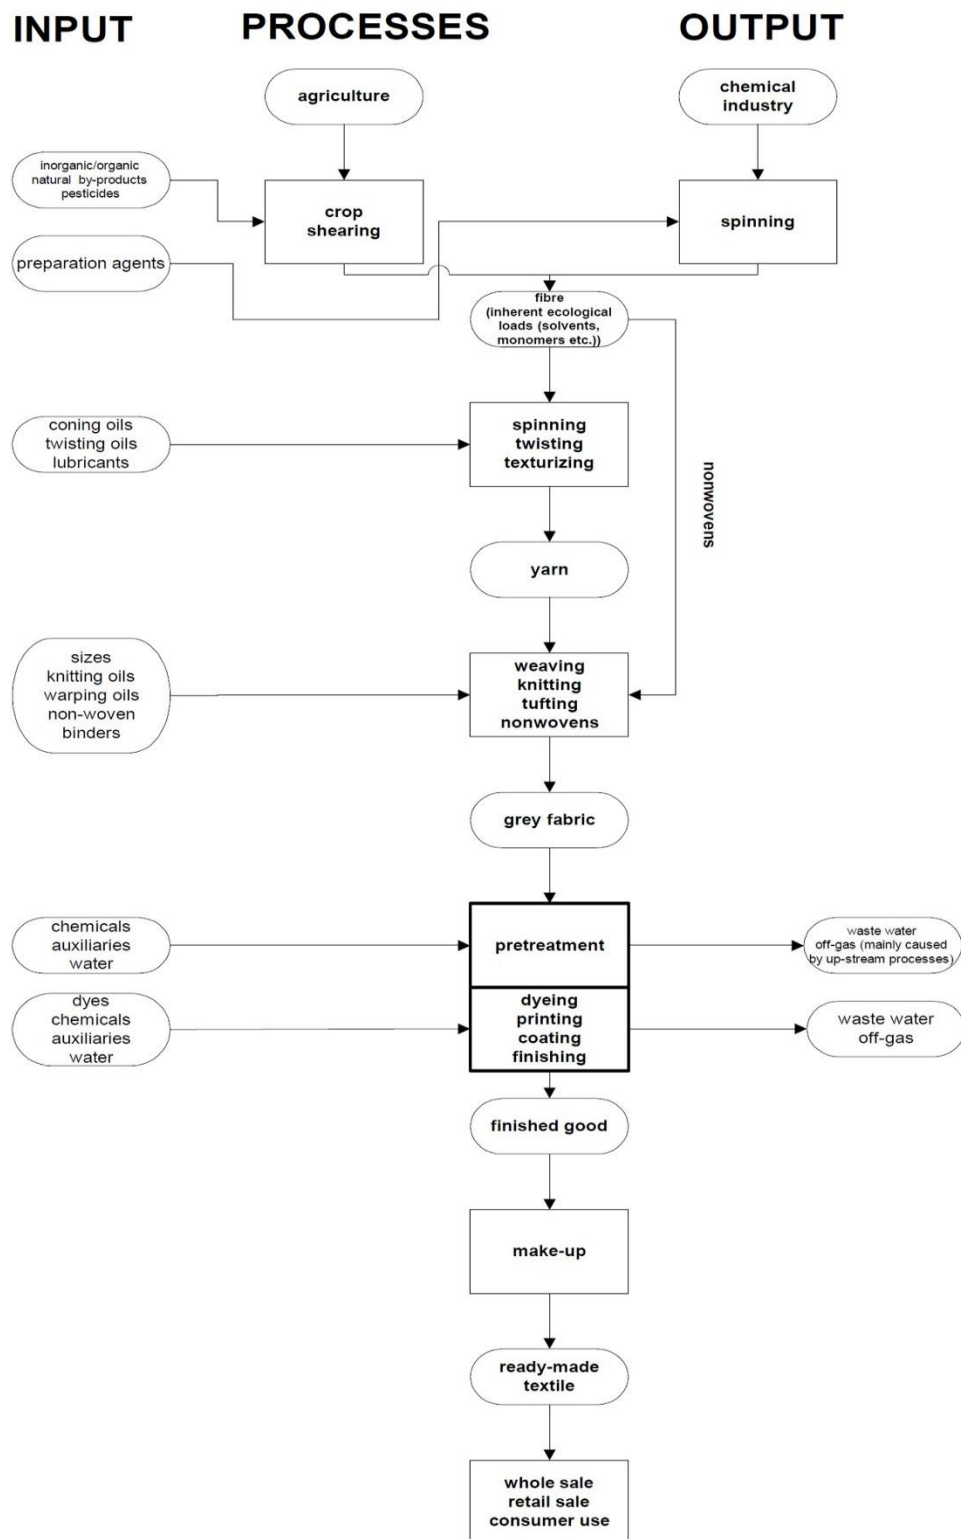 INPUT
PROCESSES
OUTPUT
agriculture
chemical
industry
inorganic/organic
natural by-products
pesticides
crop
shearing
spinning
preparation agents
fibre
(inherent ecological
loads (solvents,
monomers etc.))
coning oils
twisting oils
lubricants
spinning
twisting
texturizing
nonwovens
yarn
sizes
knitting oils
warping oils
non-woven
binders
weaving
knitting
tufting
nonwovens
grey fabric
chemicals
auxiliaries
water
pretreatment
waste water
off-gas (mainly caused
by up-stream processes)
dyes
chemicals
auxiliaries
water
dyeing
printing
coating
finishing
waste water
off-gas
finished good
make-up
ready-made
textile
whole sale
retail sale
consumer use